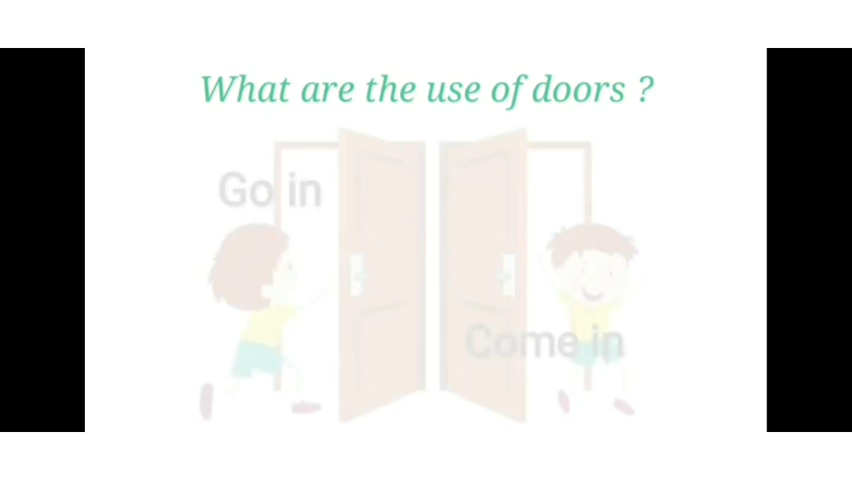 What are the use of doors ?
Go in
Come in